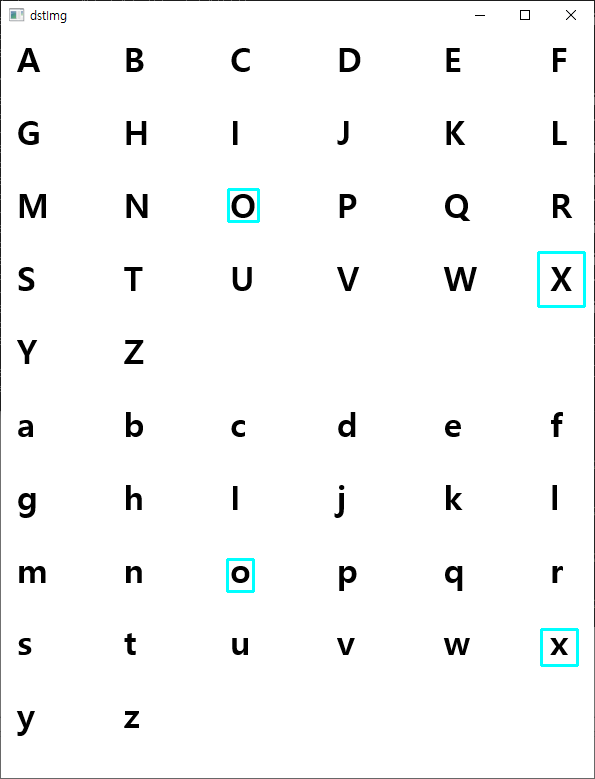 dstImg
A B C D E F
G H I J K L
M N O P Q R
S T U V W X
Y Z
a b c d e f
g h I j k l
m n o p q r
s t u v w x
y z